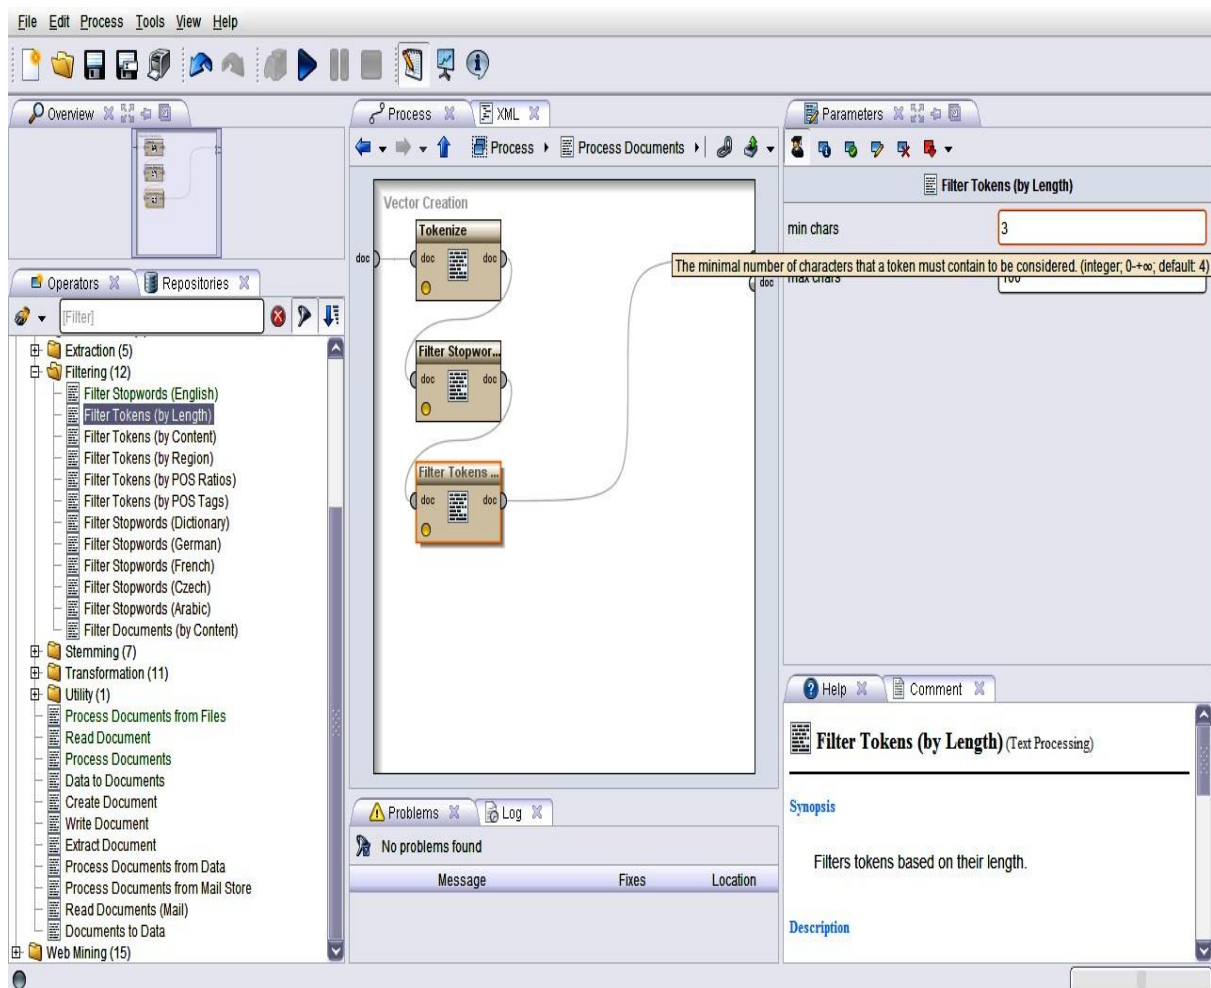 File Edit Process Tools View Help
Overview
Process XML
Parameters
Process Process Documents
Filter Tokens (by Length)
Vector Creation
min chars 3
Tokenize
doc doc doc
The minimal number of characters that a token must contain to be considered. (integer; 0-+∞; default: 4)
max chars 100
doc
Operators Repositories
[Filter]
Extraction (5)
Filtering (12)
Filter Stopwords (English)
Filter Tokens (by Length)
Filter Tokens (by Content)
Filter Tokens (by Region)
Filter Tokens (by POS Ratios)
Filter Tokens (by POS Tags)
Filter Stopwords (Dictionary)
Filter Stopwords (German)
Filter Stopwords (French)
Filter Stopwords (Czech)
Filter Stopwords (Arabic)
Filter Documents (by Content)
Stemming (7)
Transformation (11)
Utility (1)
Process Documents from Files
Read Document
Process Documents
Data to Documents
Create Document
Write Document
Extract Document
Process Documents from Data
Process Documents from Mail Store
Read Documents (Mail)
Documents to Data
Web Mining (15)
Filter Stopwor...
doc doc
Filter Tokens ...
doc doc
Problems Log
No problems found
Message Fixes Location
Help Comment
Filter Tokens (by Length) (Text Processing)
Synopsis
Filters tokens based on their length.
Description